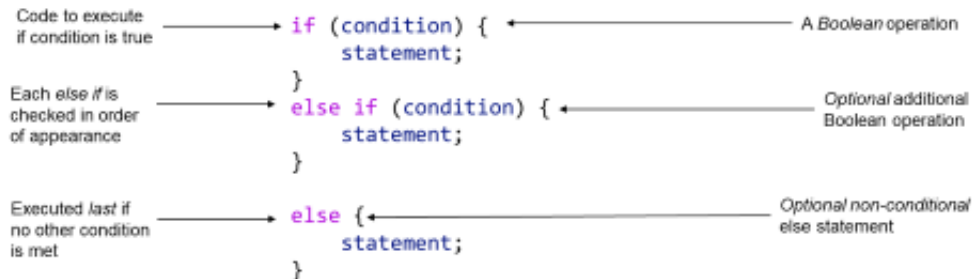 Code to execute
if condition is true
if (condition) {
A Boolean operation
statement;
}
Each else if is
checked in order
of appearance
else if (condition) {
Optional additional
Boolean operation
statement;
}
Executed last if
no other condition
is met
else {
Optional non-conditional
else statement
statement;
}